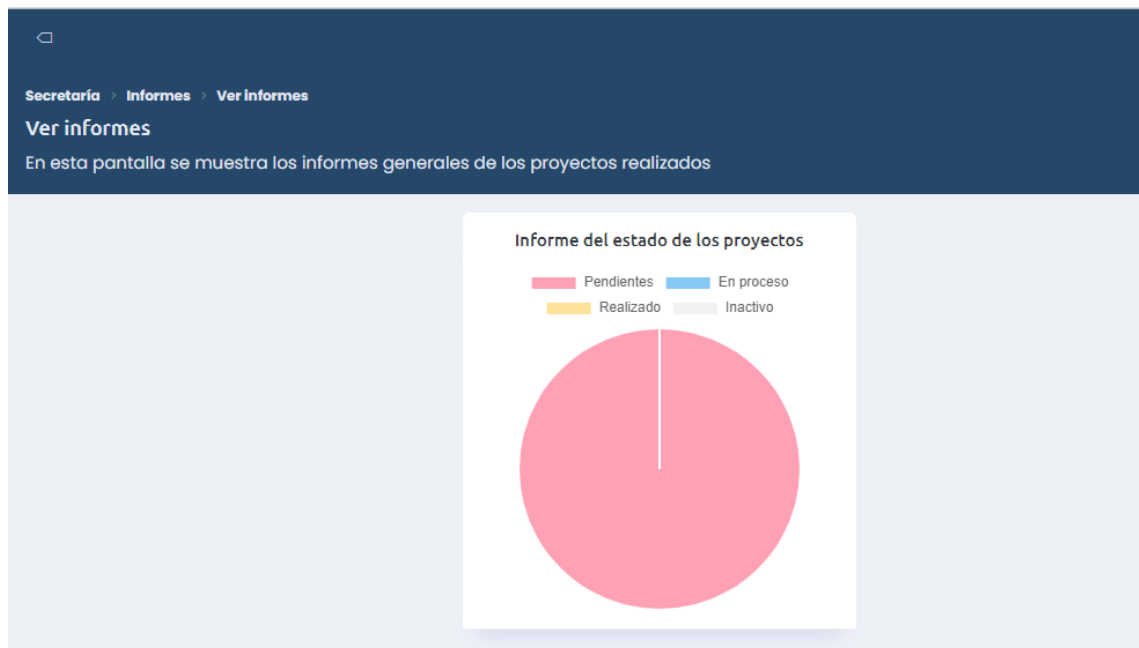 Secretaría > Informes > Ver informes
Ver informes
En esta pantalla se muestra los informes generales de los proyectos realizados
Informe del estado de los proyectos
Pendientes En proceso
Realizado Inactivo